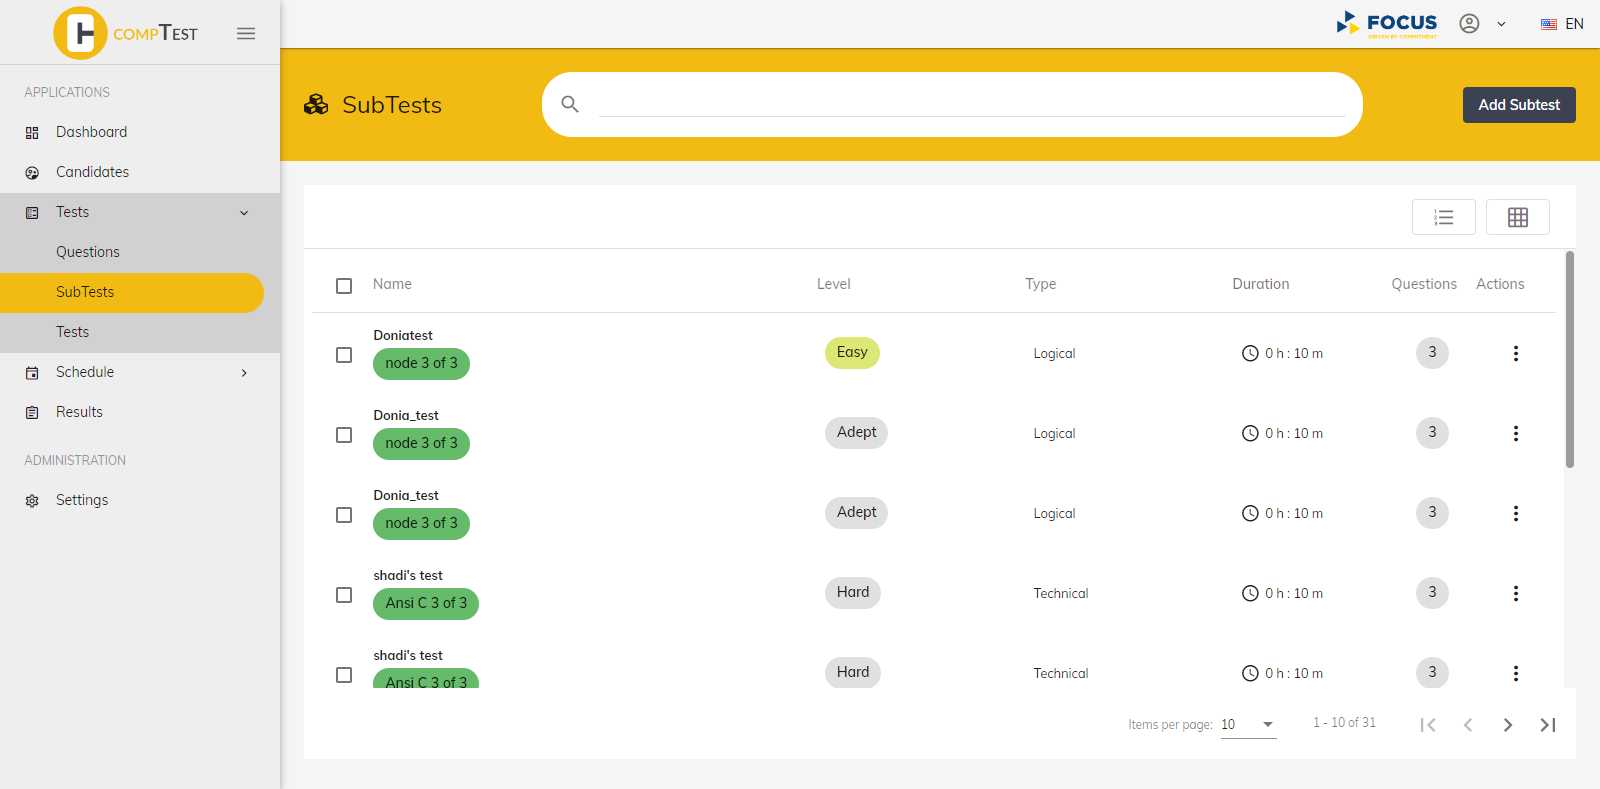 COMPTEST
FOCUS
DRIVEN BY COMMITMENT
EN
APPLICATIONS
Dashboard
Candidates
Tests
Questions
SubTests
Tests
Schedule
Results
ADMINISTRATION
Settings
SubTests
Add Subtest
Name Level Type Duration Questions Actions
Doniatest
node 3 of 3 Easy Logical 0 h : 10 m 3
Donia_test
node 3 of 3 Adept Logical 0 h : 10 m 3
Donia_test
node 3 of 3 Adept Logical 0 h : 10 m 3
shadi's test
Ansi C 3 of 3 Hard Technical 0 h : 10 m 3
shadi's test
Ansi C 3 of 3 Hard Technical 0 h : 10 m 3
Items per page: 10 1 - 10 of 31